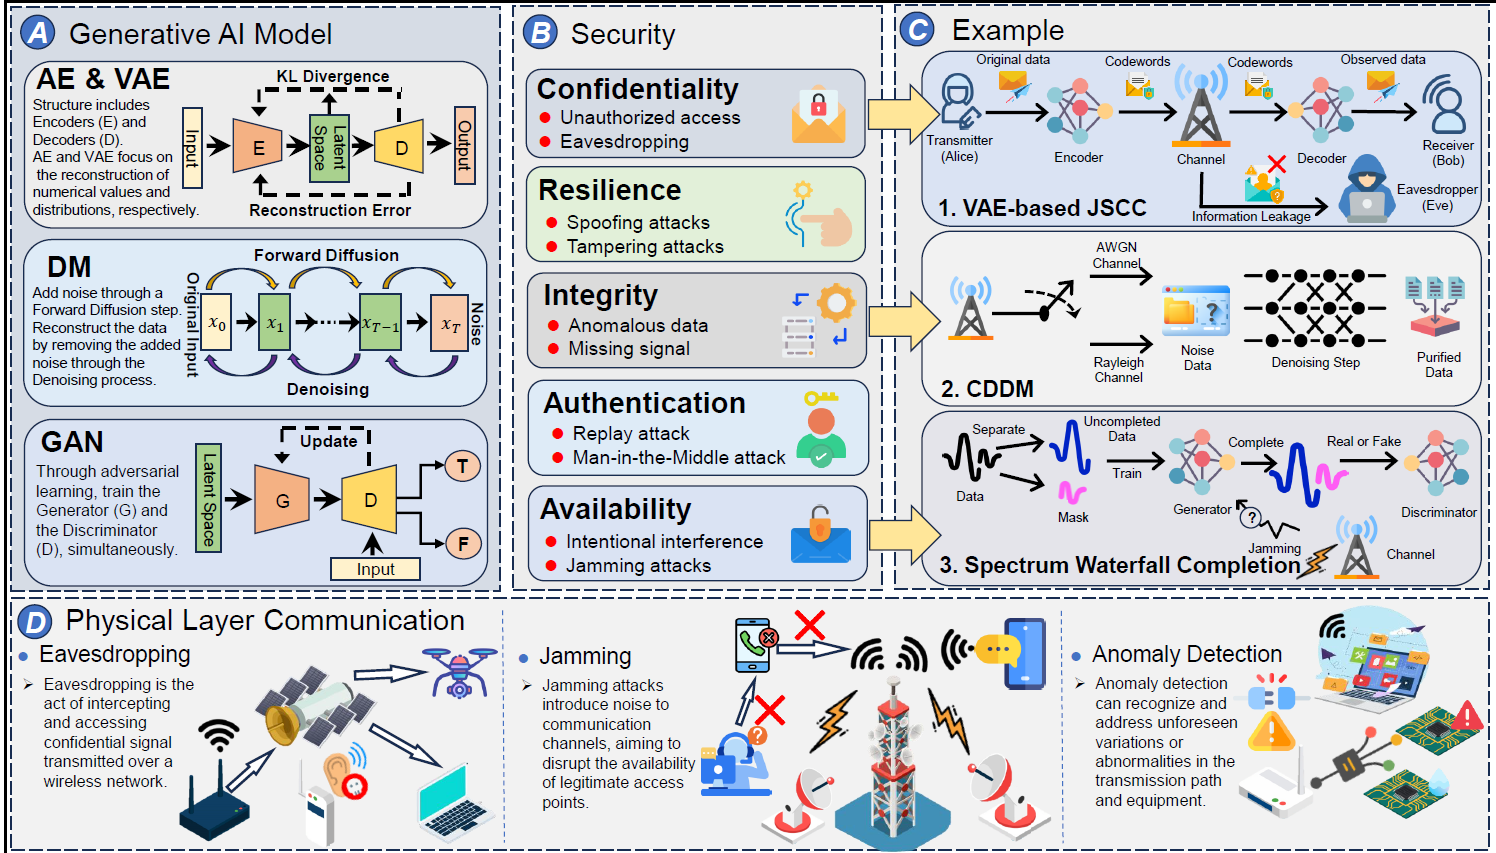 A Generative AI Model
AE & VAE
Structure includes
Encoders (E) and
Decoders (D).
AE and VAE focus on
the reconstruction of
numerical values and
distributions, respectively.
KL Divergence
Input
E
Latent
Space
D
Output
Reconstruction Error
DM
Add noise through a
Forward Diffusion step.
Reconstruct the data
by removing the added
noise through the
Denoising process.
Forward Diffusion
Original Input
x0
x1
xT−1
xT
Noise
Denoising
GAN
Through adversarial
learning, train the
Generator (G) and
the Discriminator
(D), simultaneously.
Update
Latent Space
G
D
T
F
Input
B Security
Confidentiality
Unauthorized access
Eavesdropping
Resilience
Spoofing attacks
Tampering attacks
Integrity
Anomalous data
Missing signal
Authentication
Replay attack
Man-in-the-Middle attack
Availability
Intentional interference
Jamming attacks
C Example
Original data
Codewords
Codewords
Observed data
Transmitter
(Alice)
Encoder
Channel
Decoder
Receiver
(Bob)
Eavesdropper
(Eve)
Information Leakage
1. VAE-based JSCC
AWGN
Channel
Rayleigh
Channel
?
Noise
Data
Denoising Step
Purified
Data
2. CDDM
Separate
Data
Mask
Uncompleted
Data
Train
Generator
Complete
Real or Fake
Discriminator
?
Jamming
Channel
3. Spectrum Waterfall Completion
D Physical Layer Communication
Eavesdropping
Eavesdropping is the
act of intercepting
and accessing
confidential signal
transmitted over a
wireless network.
Jamming
Jamming attacks
introduce noise to
communication
channels, aiming to
disrupt the availability
of legitimate access
points.
?
Anomaly Detection
Anomaly detection
can recognize and
address unforeseen
variations or
abnormalities in the
transmission path
and equipment.